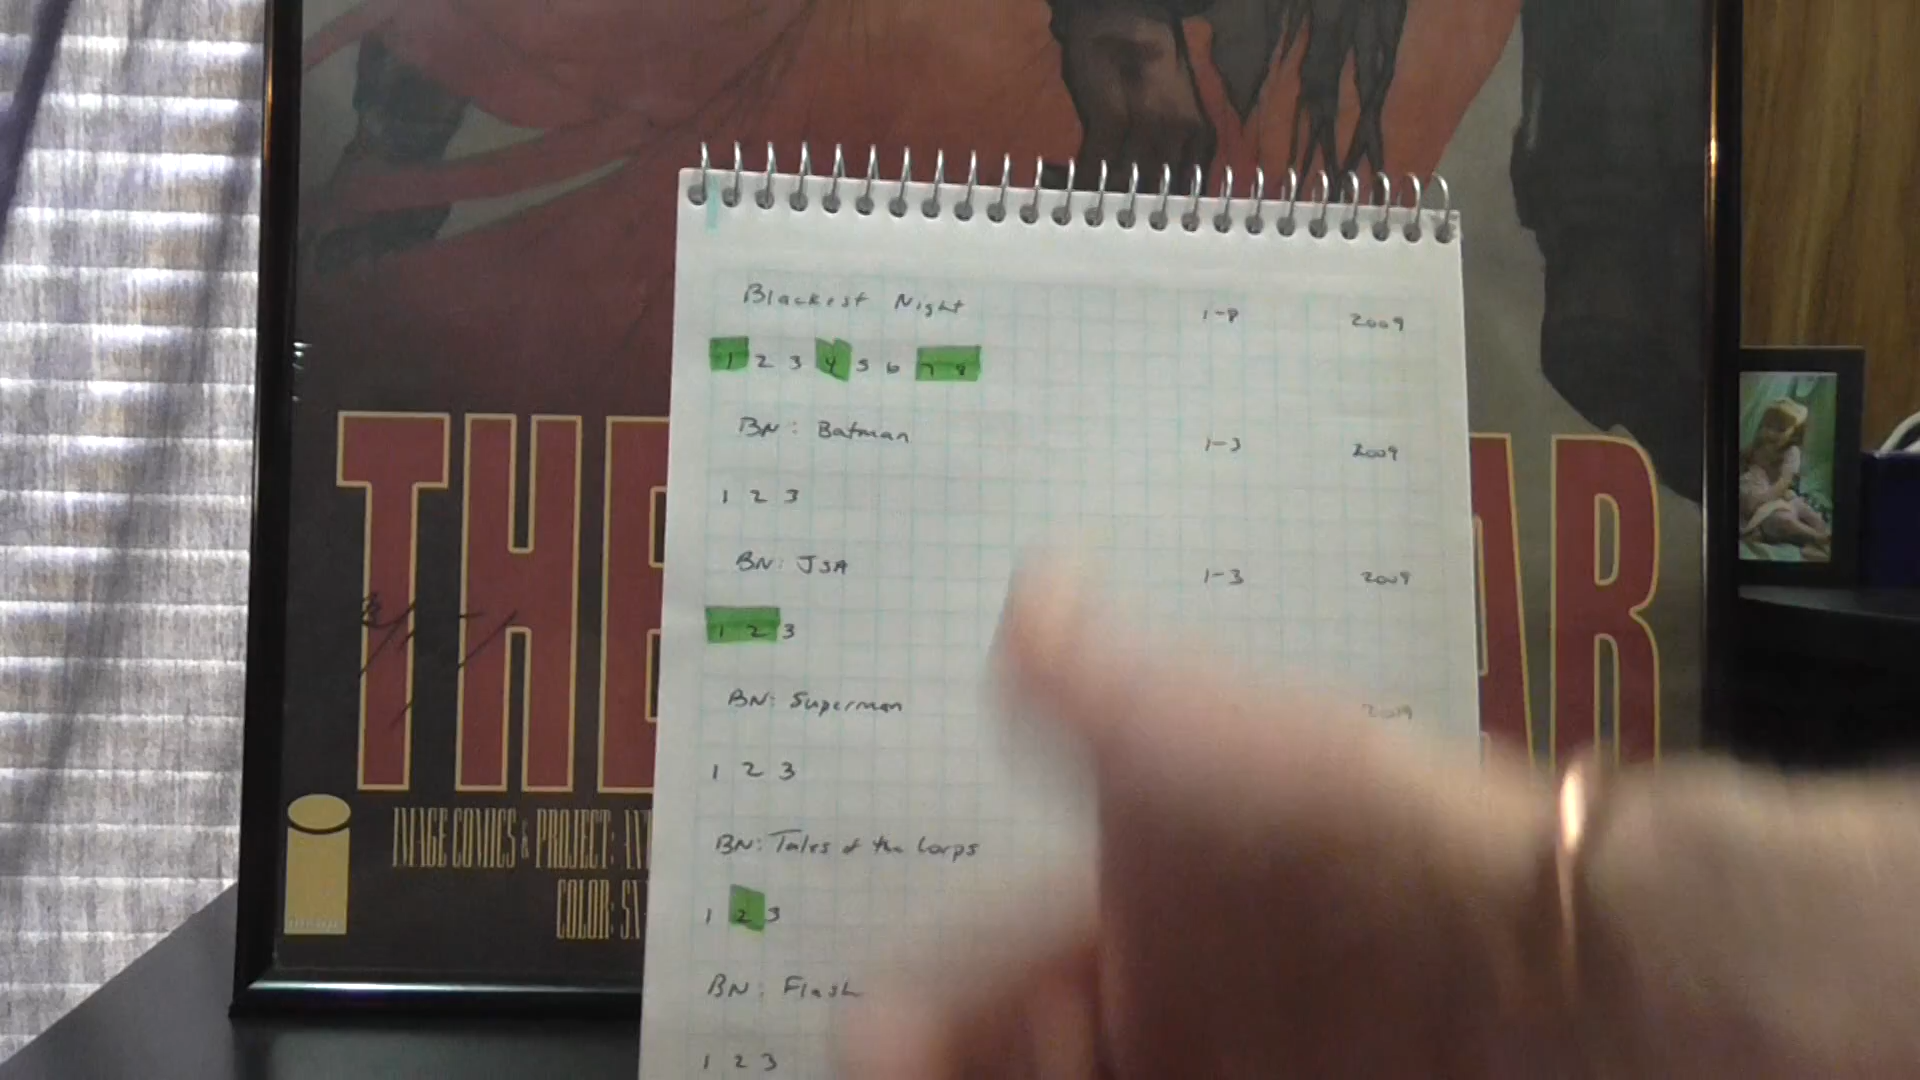 Blackest Night 1-8 2009
1 2 3 4 5 6 7 8
BN: Batman 1-3 2009
1 2 3
BN: JSA 1-3 2009
1 2 3
BN: Superman 2009
1 2 3
BN: Tales of the Corps
1 2 3
BN: Flash
1 2 3
THE
AR
IMAGE COMICS & PROJECT:
COLOR: